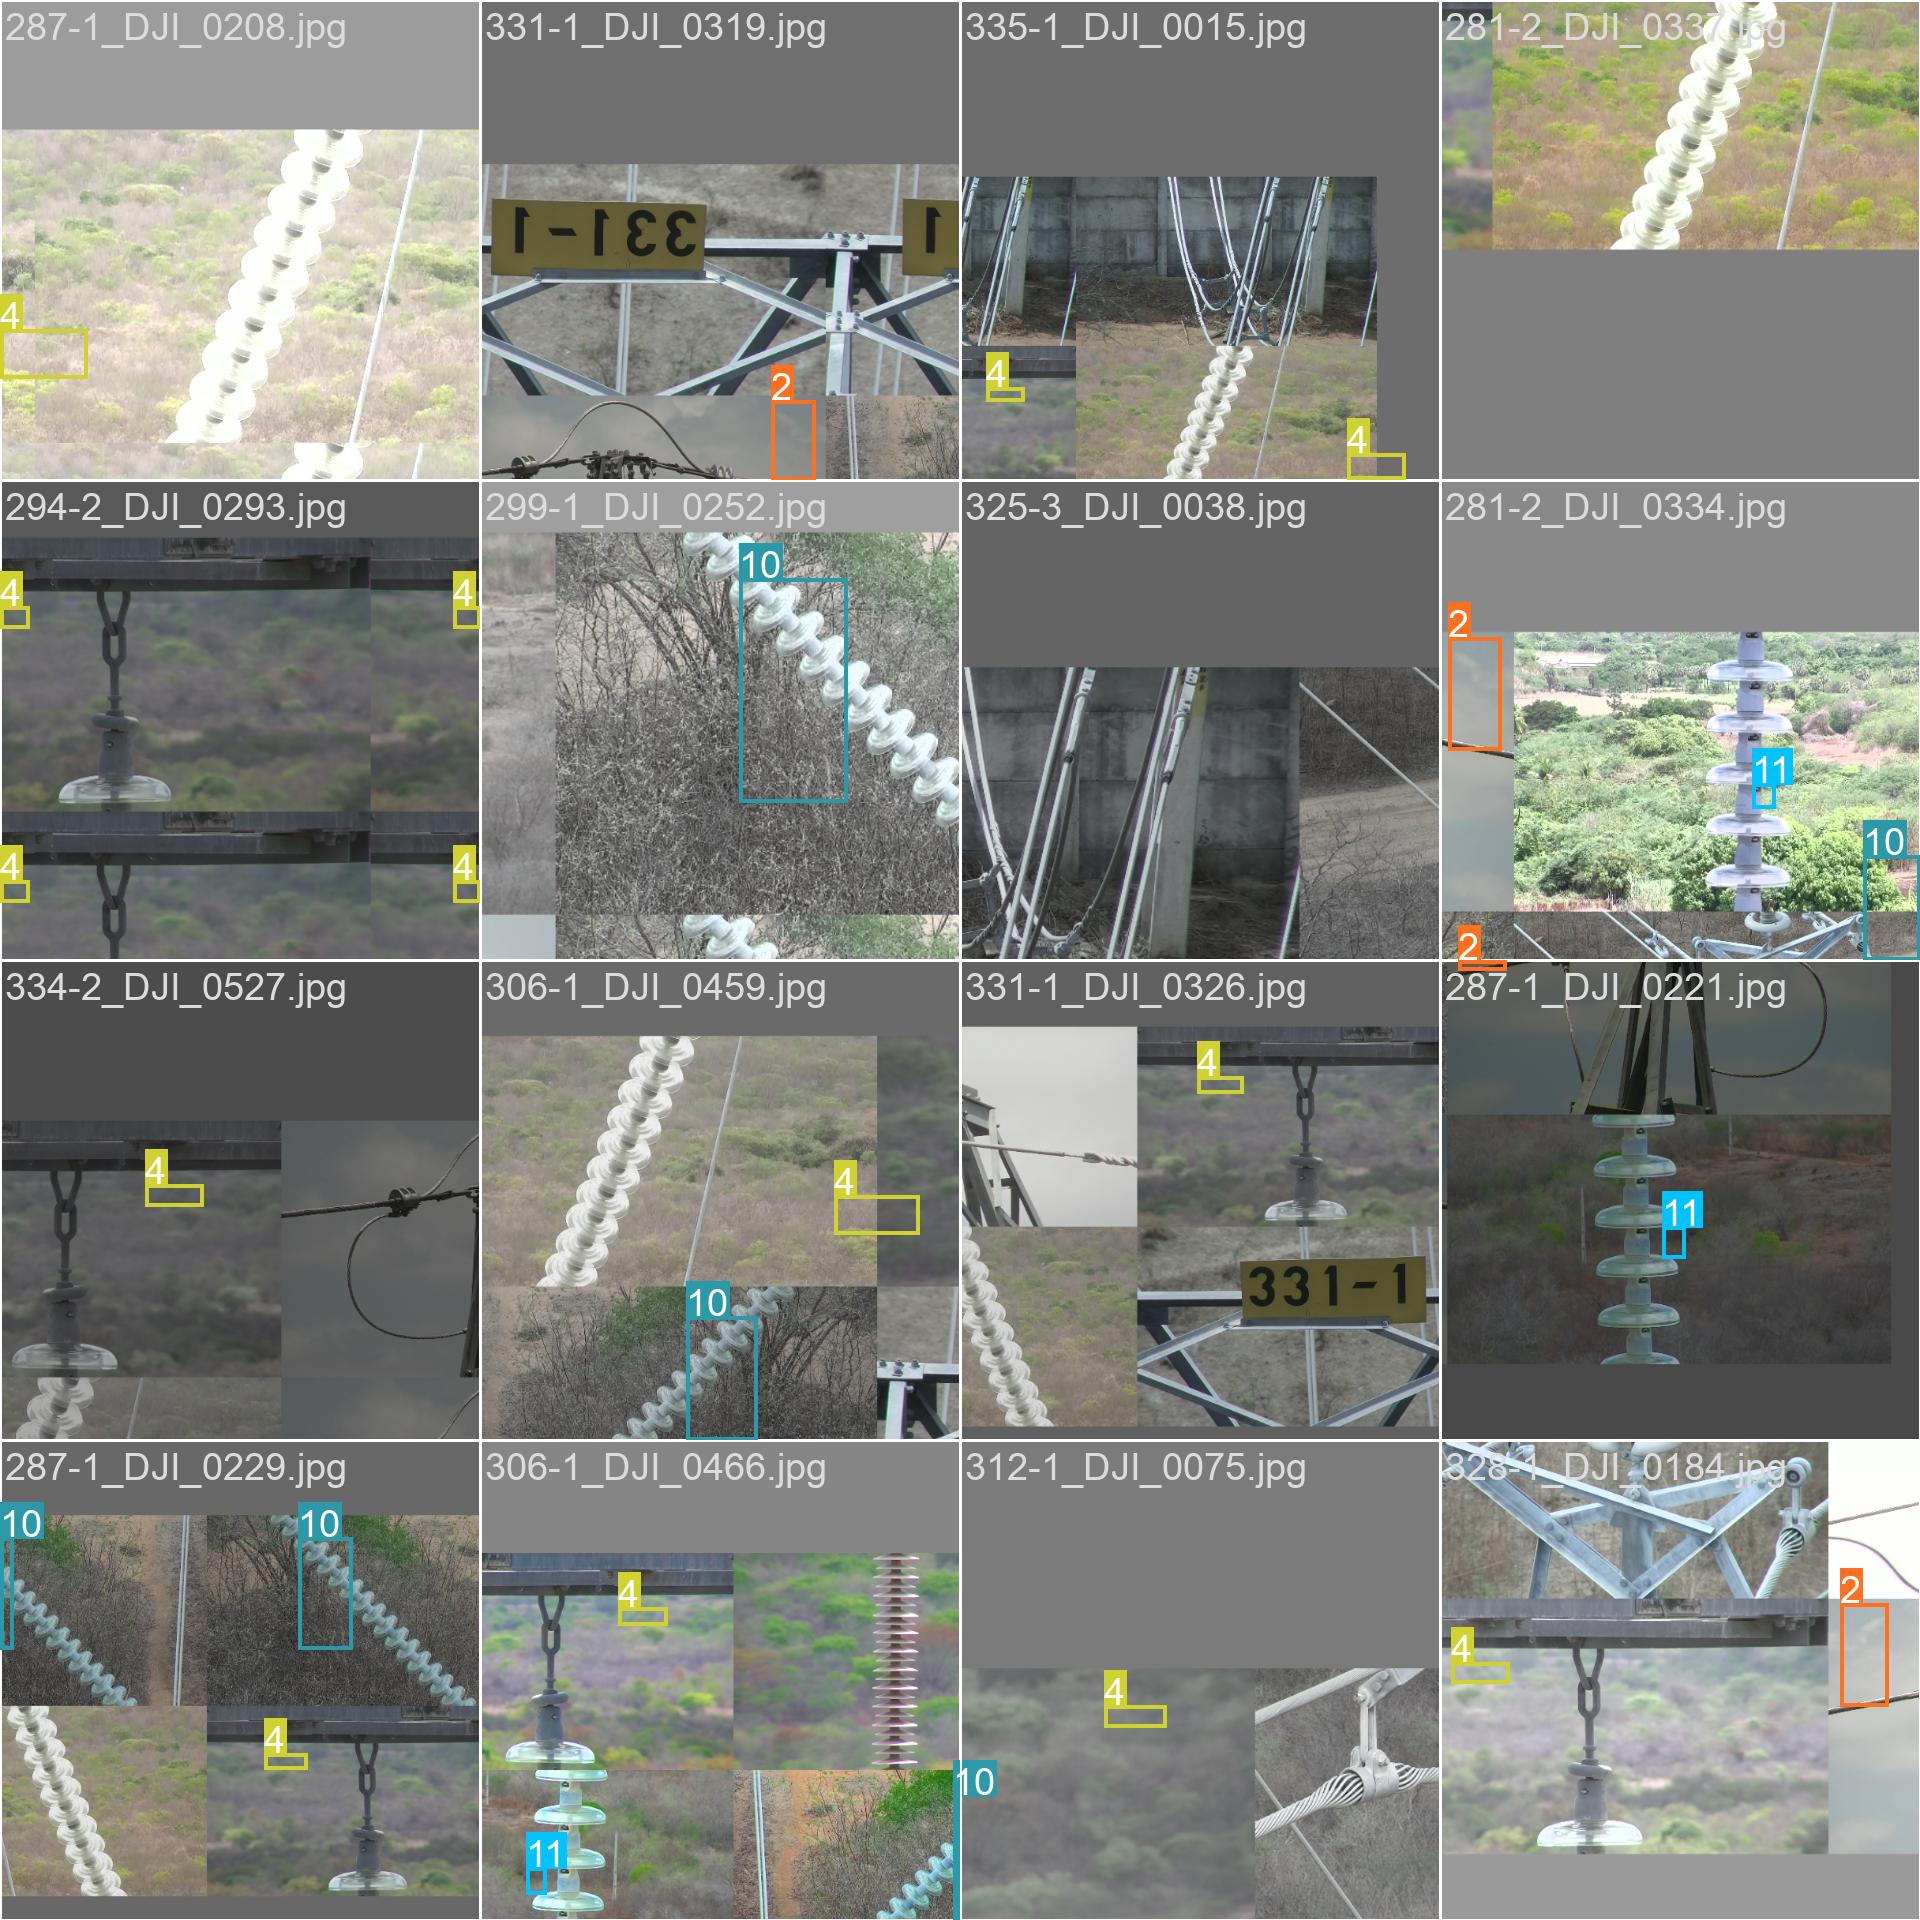 287-1_DJI_0208.jpg
331-1_DJI_0319.jpg
335-1_DJI_0015.jpg
281-2_DJI_0337.jpg
4
331-1
1
2
4
4
294-2_DJI_0293.jpg
299-1_DJI_0252.jpg
325-3_DJI_0038.jpg
281-2_DJI_0334.jpg
4
4
10
2
11
4
4
10
2
334-2_DJI_0527.jpg
306-1_DJI_0459.jpg
331-1_DJI_0326.jpg
287-1_DJI_0221.jpg
4
4
4
11
10
331-1
287-1_DJI_0229.jpg
306-1_DJI_0466.jpg
312-1_DJI_0075.jpg
328-1_DJI_0184.jpg
10
10
4
4
2
4
4
11
10